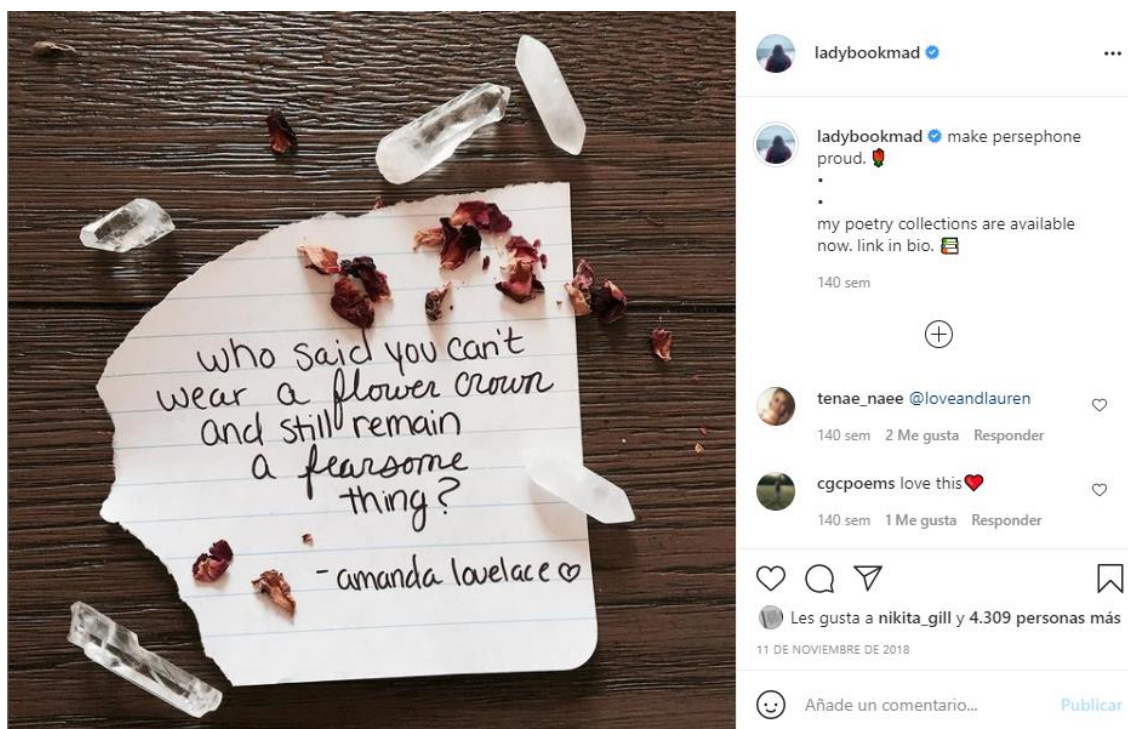 who said you can't
wear a flower crown
and still remain
a fearsome
thing?
- amanda lovelace ♡
ladybookmad
ladybookmad make persephone
proud. 🌹
•
•
my poetry collections are available
now. link in bio. 📚
140 sem
tenae_naee @loveandlauren
140 sem 2 Me gusta Responder
cgcpoems love this❤️
140 sem 1 Me gusta Responder
Les gusta a nikita_gill y 4.309 personas más
11 DE NOVIEMBRE DE 2018
Añade un comentario... Publicar